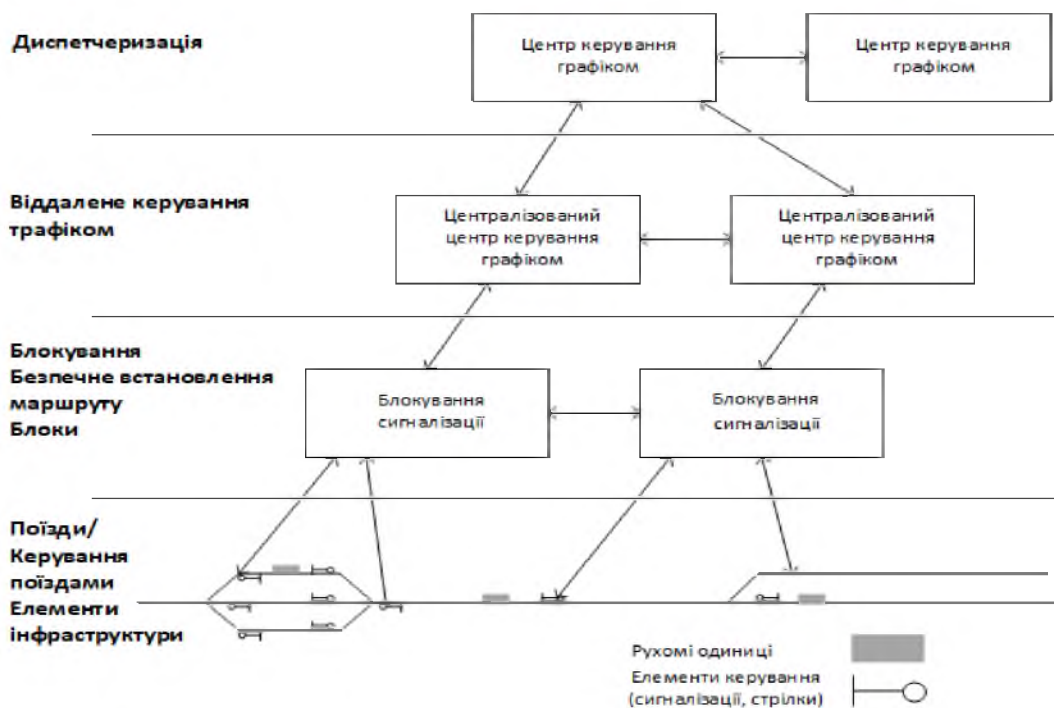 Диспетчеризація
Центр керування
графіком
Центр керування
графіком
Віддалене керування
трафіком
Централізований
центр керування
графіком
Централізований
центр керування
графіком
Блокування
Безпечне встановлення
маршруту
Блоки
Блокування
сигналізації
Блокування
сигналізації
Поїзди/
Керування
поїздами
Елементи
інфраструктури
Рухомі одиниці
Елементи керування
(сигналізації, стрілки)